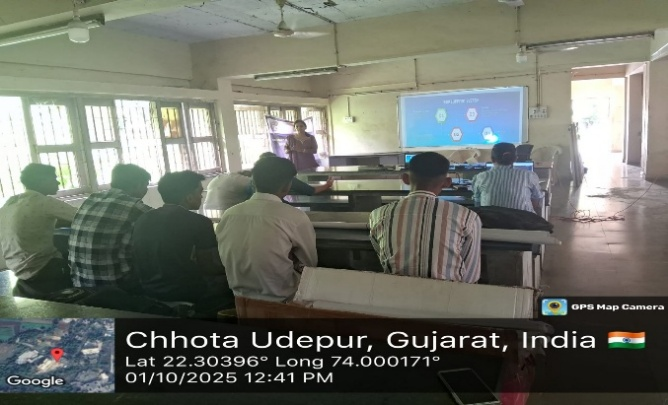 GPS Map Camera
Chhota Udepur, Gujarat, India
Lat 22.30396° Long 74.000171°
01/10/2025 12:41 PM
Google